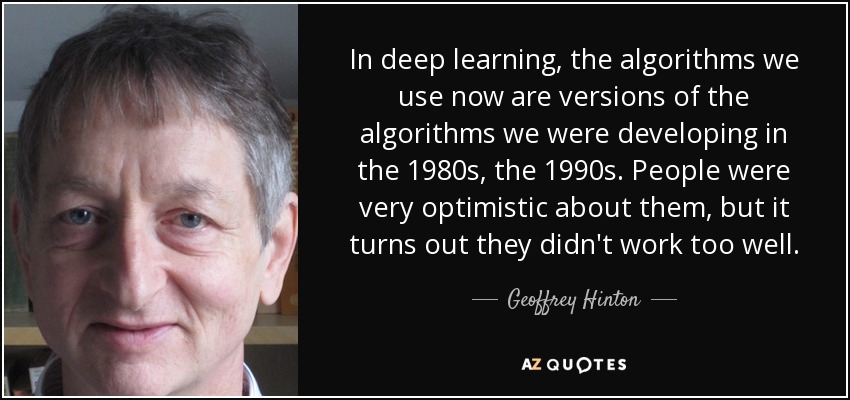 In deep learning, the algorithms we
use now are versions of the
algorithms we were developing in
the 1980s, the 1990s. People were
very optimistic about them, but it
turns out they didn't work too well.
Geoffrey Hinton
AZ QUOTES